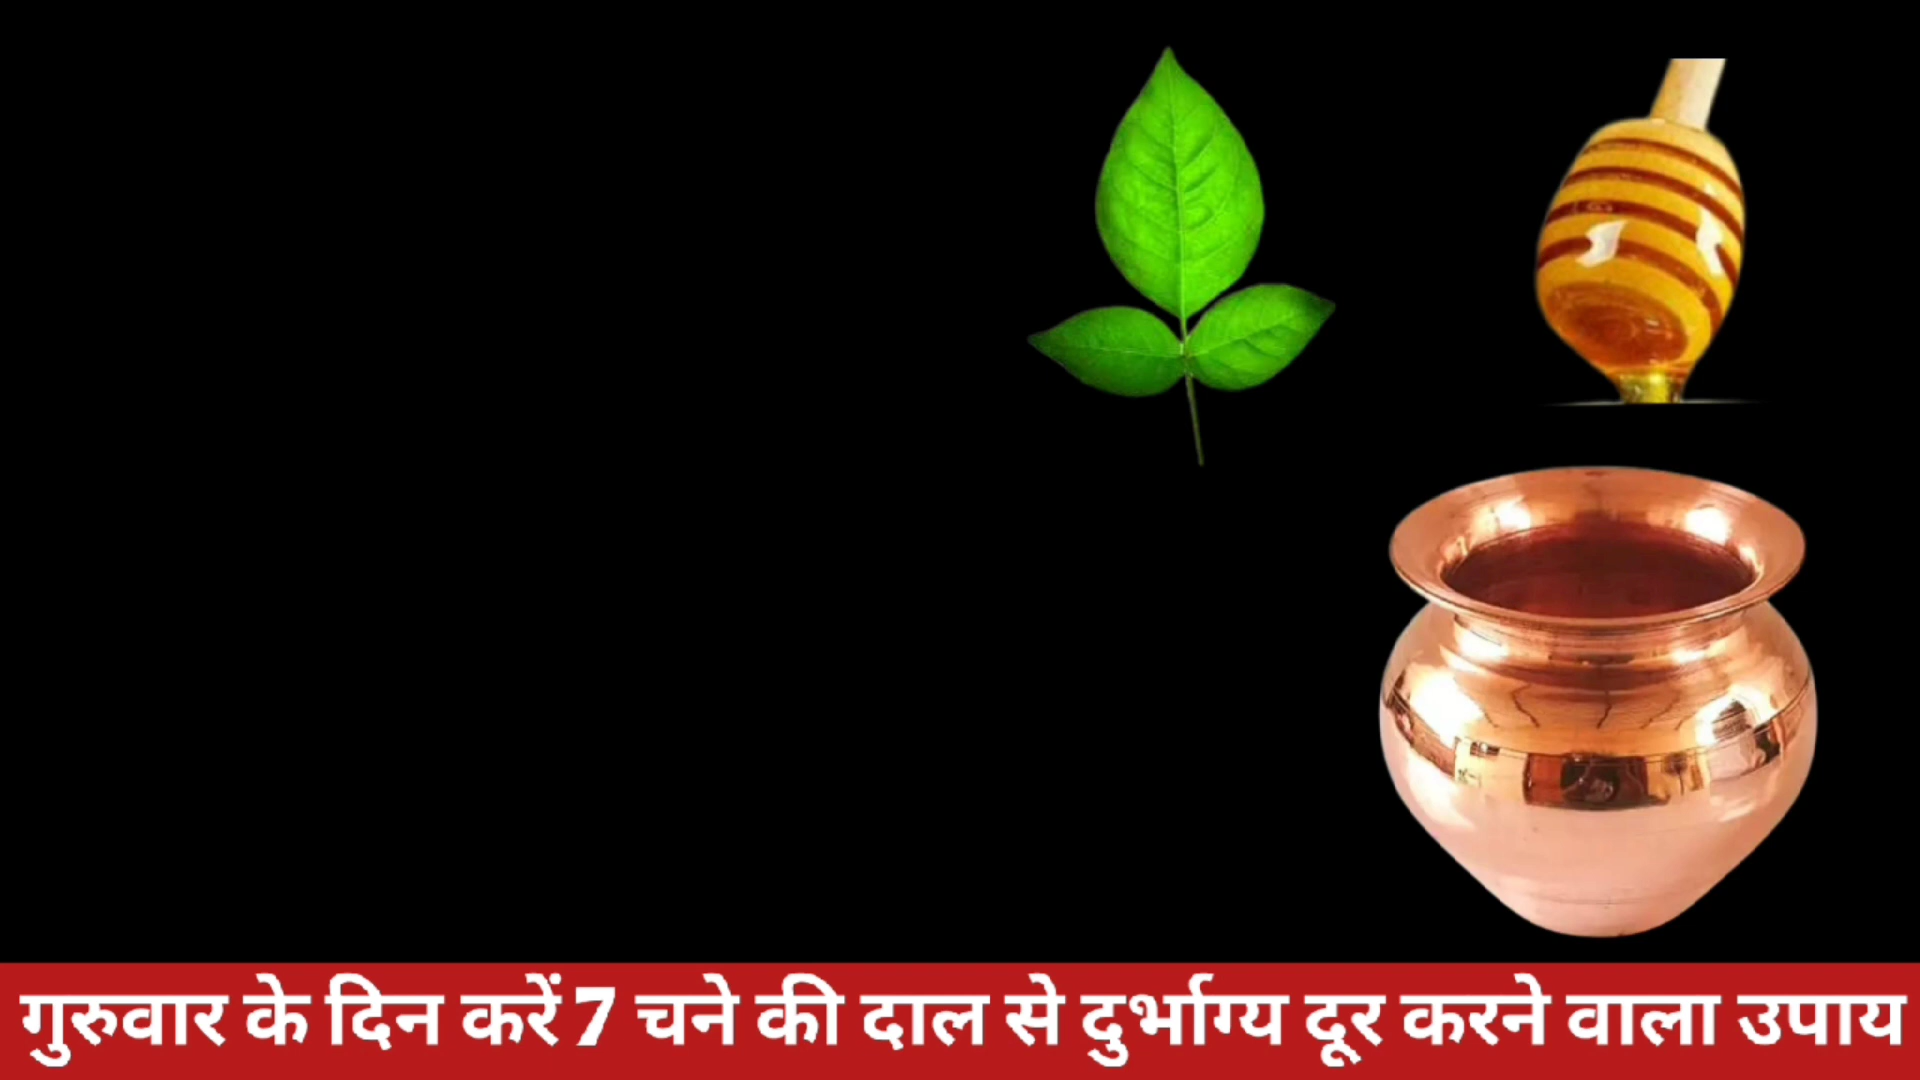 गुरुवार के दिन करें 7 चने की दाल से दुर्भाग्य दूर करने वाला उपाय